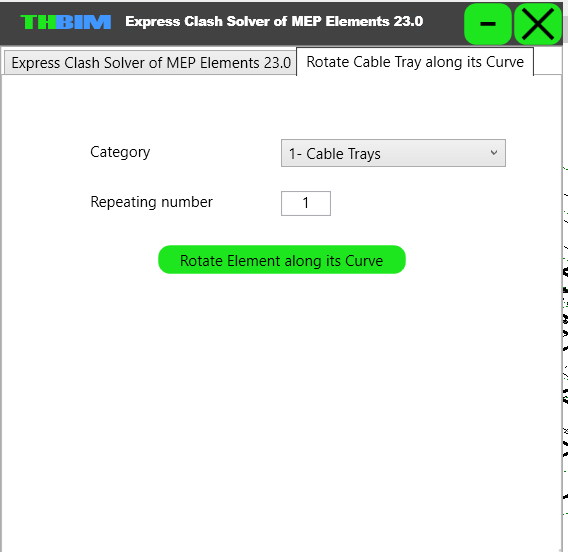 THBIM Express Clash Solver of MEP Elements 23.0
Express Clash Solver of MEP Elements 23.0 Rotate Cable Tray along its Curve
Category 1- Cable Trays
Repeating number 1
Rotate Element along its Curve